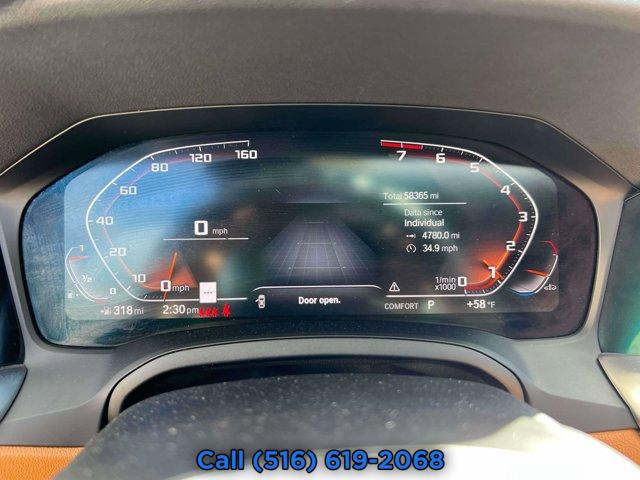 80 120 160
60
40
20
10
0 mph
0 mph
1
½
0
7 6 5 4 3 2 1 0
Total 58365 mi
Data since
Individual
4780.0 mi
34.9 mph
1/min
x1000
Door open.
318 mi
2:30 pm
COMFORT P +58 °F
Call (516) 619-2068